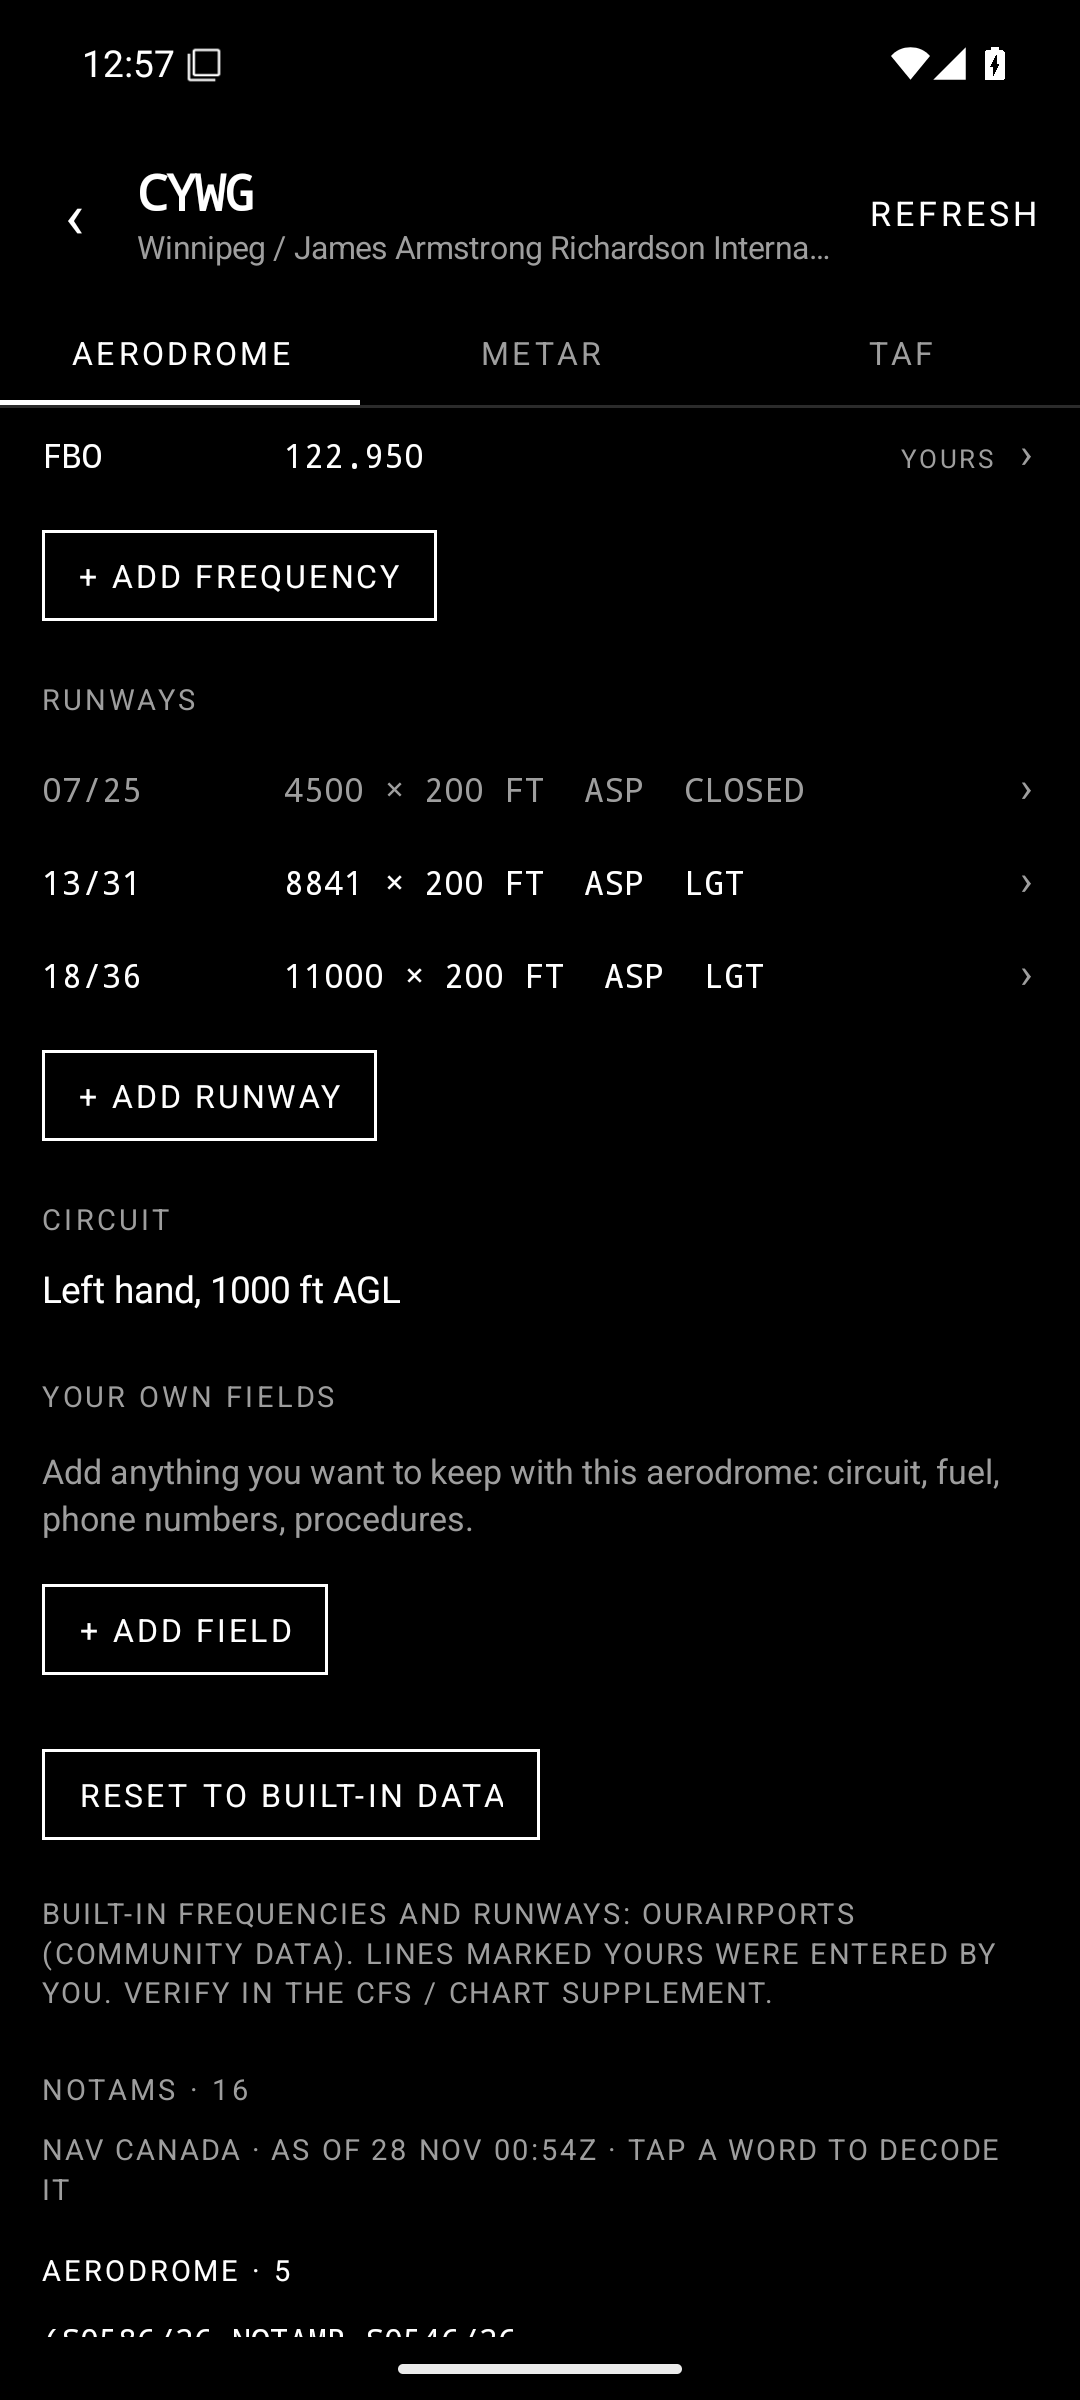 12:57
CYWG
Winnipeg / James Armstrong Richardson Interna...
REFRESH
AERODROME METAR TAF
FBO 122.950 YOURS ›
+ ADD FREQUENCY
RUNWAYS
07/25 4500 × 200 FT ASP CLOSED ›
13/31 8841 × 200 FT ASP LGT ›
18/36 11000 × 200 FT ASP LGT ›
+ ADD RUNWAY
CIRCUIT
Left hand, 1000 ft AGL
YOUR OWN FIELDS
Add anything you want to keep with this aerodrome: circuit, fuel,
phone numbers, procedures.
+ ADD FIELD
RESET TO BUILT-IN DATA
BUILT-IN FREQUENCIES AND RUNWAYS: OURAIRPORTS
(COMMUNITY DATA). LINES MARKED YOURS WERE ENTERED BY
YOU. VERIFY IN THE CFS / CHART SUPPLEMENT.
NOTAMS · 16
NAV CANADA · AS OF 28 NOV 00:54Z · TAP A WORD TO DECODE
IT
AERODROME · 5